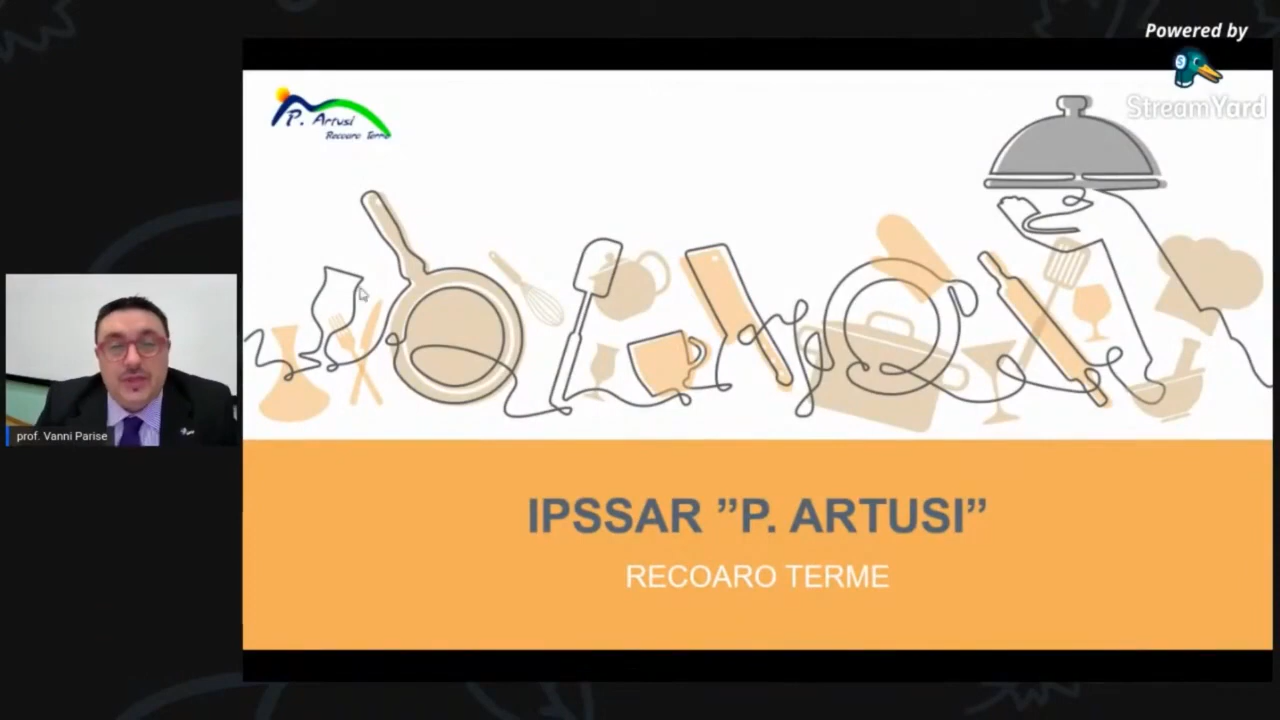 Powered by
StreamYard
P. Artusi
Recoaro Terme
prof. Vanni Parise
IPSSAR ”P. ARTUSI”
RECOARO TERME